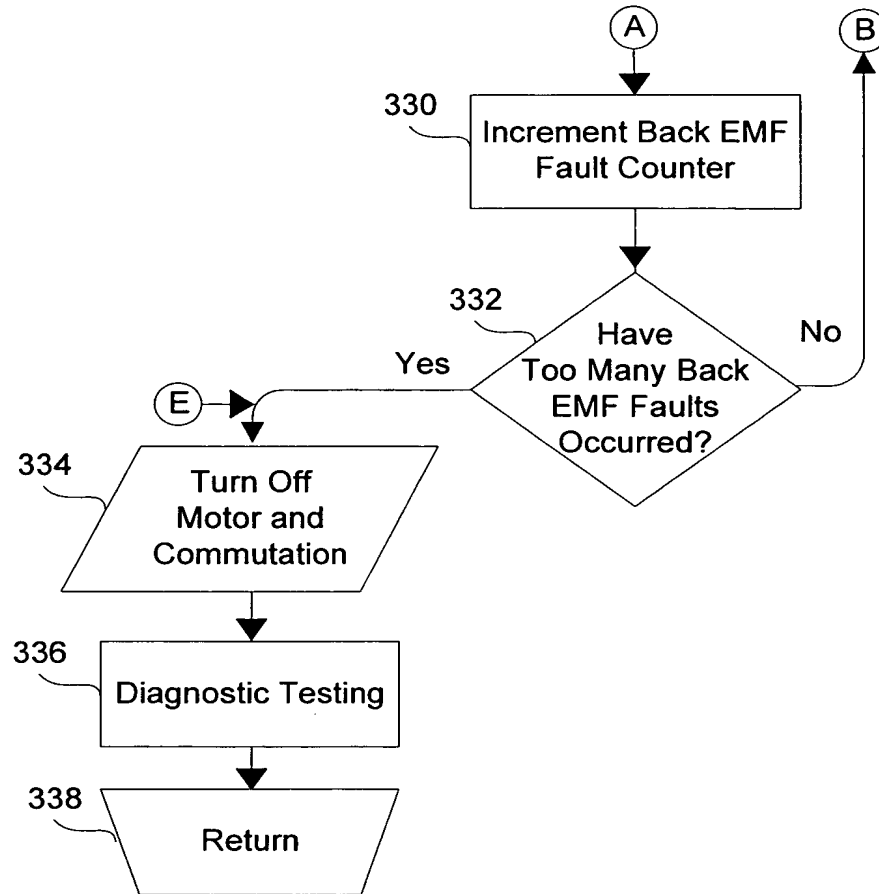 A
B
330
Increment Back EMF
Fault Counter
332
Have
Too Many Back
EMF Faults
Occurred?
No
Yes
E
334
Turn Off
Motor and
Commutation
336
Diagnostic Testing
338
Return